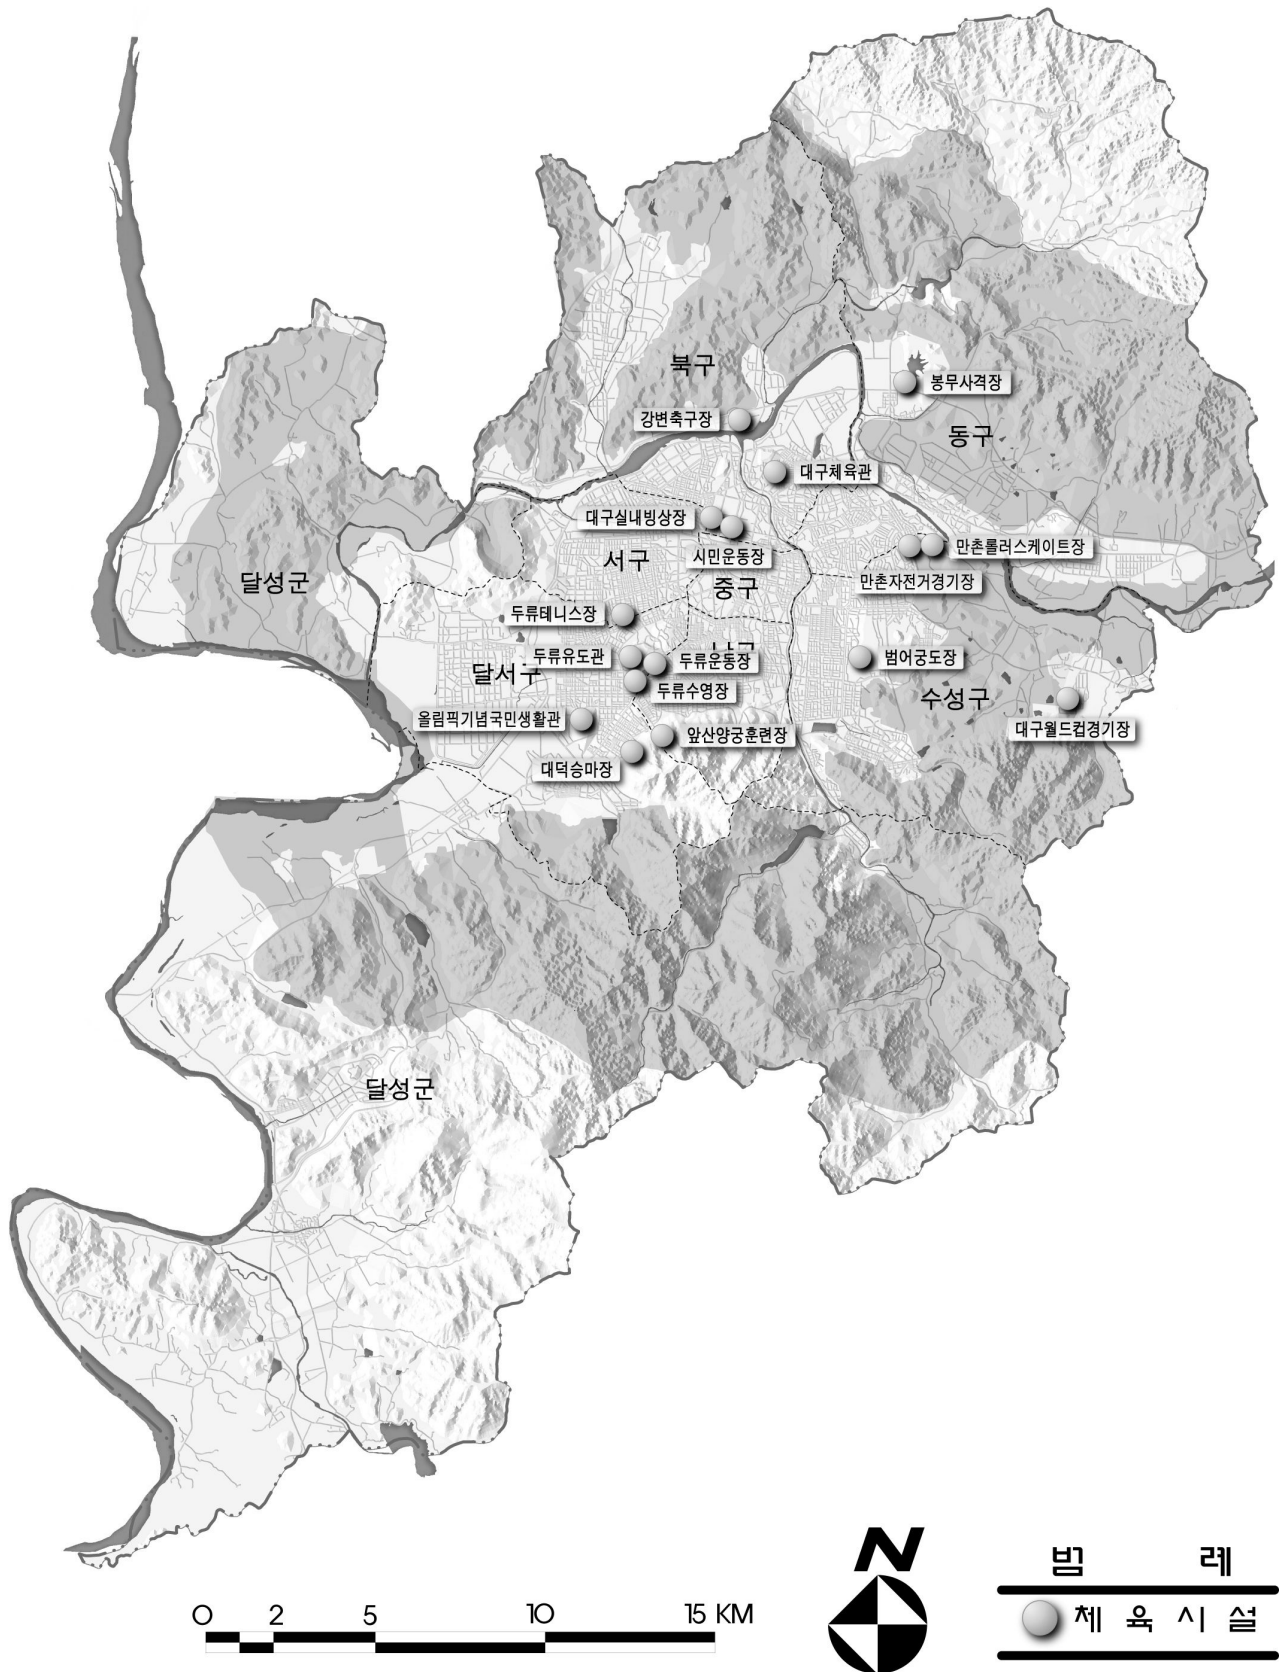 북구
봉무사격장
강변축구장
동구
대구체육관
대구실내빙상장
시민운동장
만촌롤러스케이트장
서구
만촌자전거경기장
달성군
중구
두류테니스장
두류유도관
두류운동장
범어궁도장
달서구
두류수영장
수성구
올림픽기념국민생활관
앞산양궁훈련장
대구월드컵경기장
대덕승마장
달성군
N
범 례
0 2 5 10 15 KM
체육시설